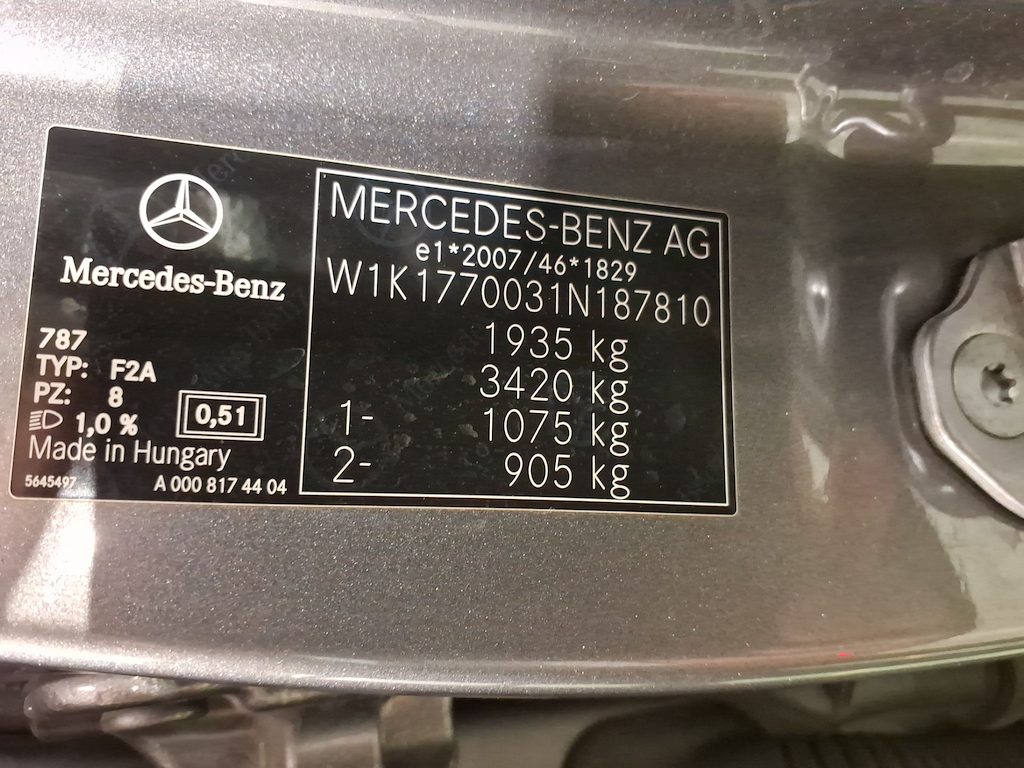 Mercedes-Benz
787
TYP: F2A
PZ: 8
1,0 %
0,51
Made in Hungary
5645497 A 000 817 44 04
MERCEDES-BENZ AG
e1*2007/46*1829
W1K1770031N187810
1935 kg
3420 kg
1- 1075 kg
2- 905 kg